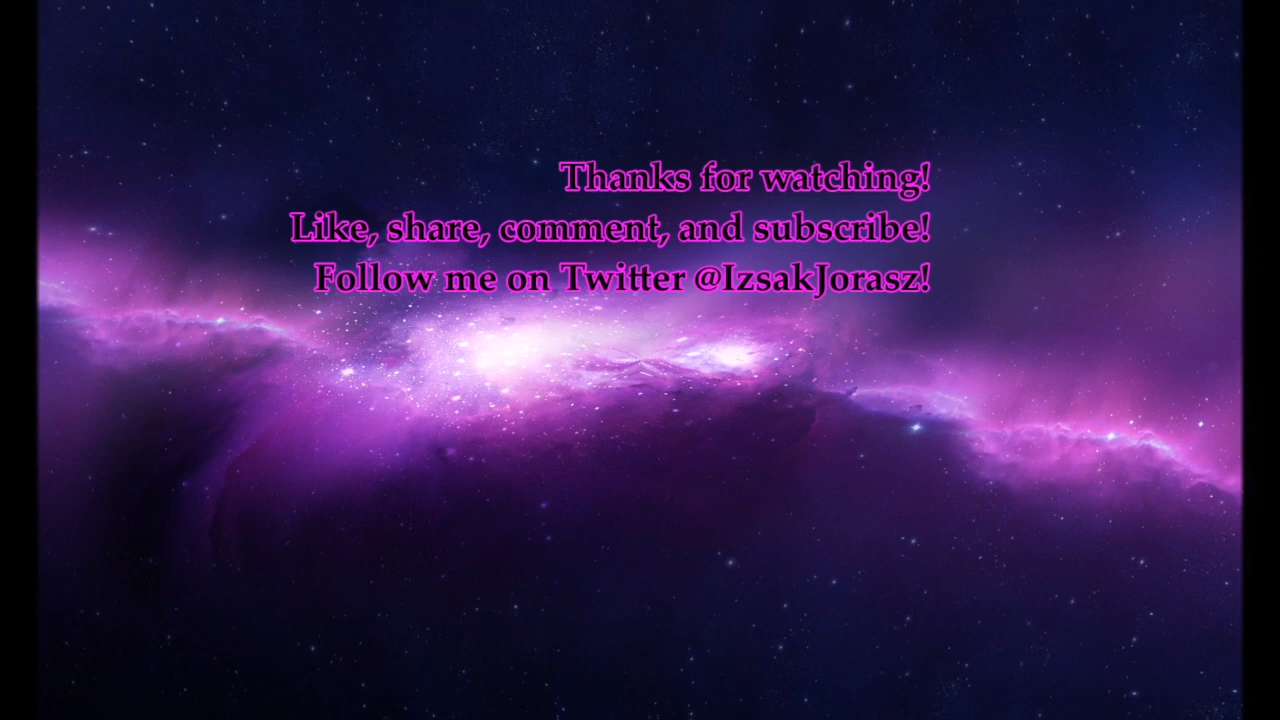 Thanks for watching!
Like, share, comment, and subscribe!
Follow me on Twitter @IzsakJorasz!